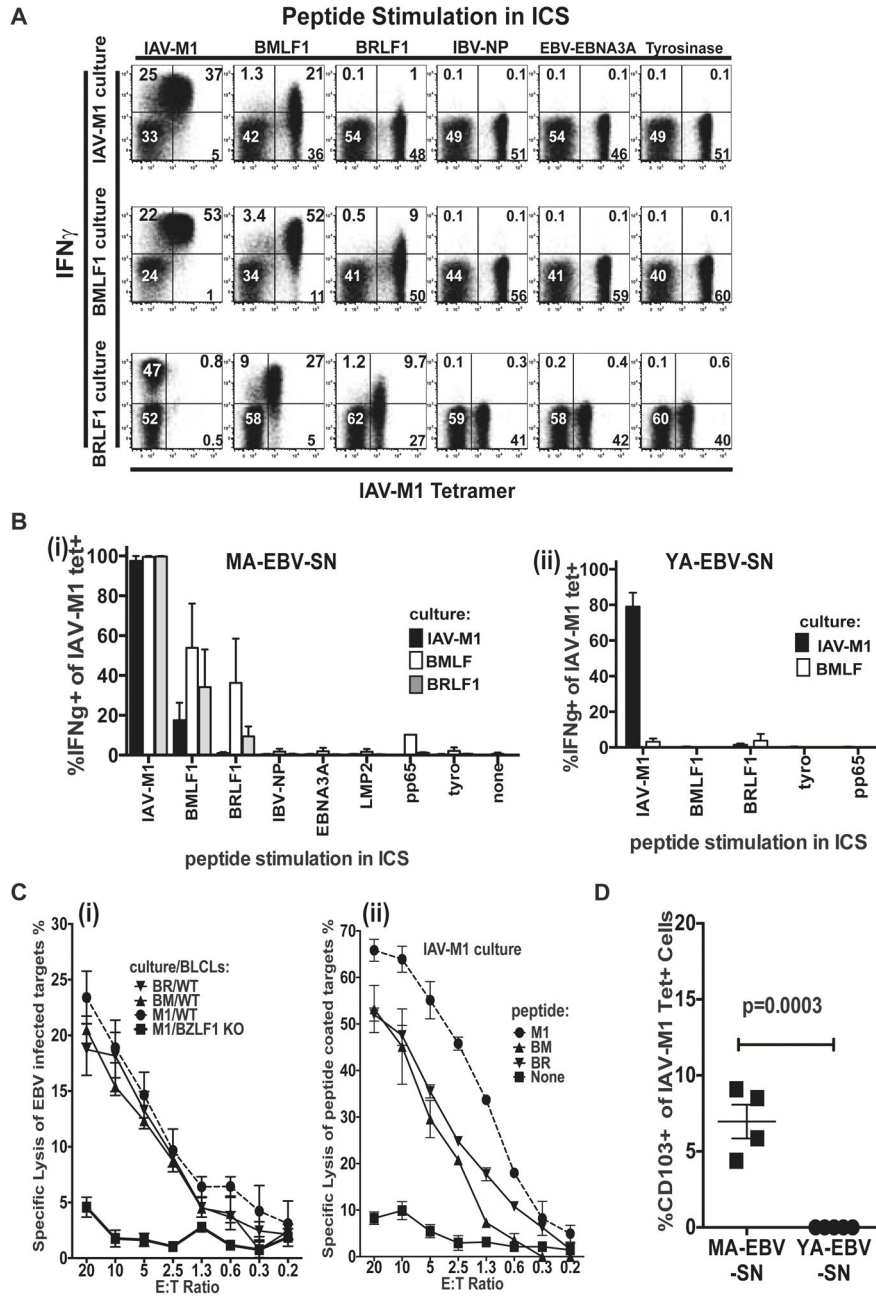 A
Peptide Stimulation in ICS
IAV-M1 BMLF1 BRLF1 IBV-NP EBV-EBNA3A Tyrosinase
IFNγ
IAV-M1 culture
25 37 1.3 21 0.1 1 0.1 0.1 0.1 0.1 0.1 0.1
33 5 42 36 54 48 49 51 54 46 49 51
BMLF1 culture
22 53 3.4 52 0.5 9 0.1 0.1 0.1 0.1 0.1 0.1
24 1 34 11 41 50 44 56 41 59 40 60
BRLF1 culture
47 0.8 9 27 1.2 9.7 0.1 0.3 0.2 0.4 0.1 0.6
52 0.5 58 5 62 27 59 41 58 42 60 40
IAV-M1 Tetramer
B
(i)
MA-EBV-SN
%IFNg+ of IAV-M1 tet+
100
80
60
40
20
0
culture:
IAV-M1
BMLF
BRLF1
IAV-M1 BMLF1 BRLF1 IBV-NP EBNA3A LMP2 pp65 tyro none
peptide stimulation in ICS
(ii)
YA-EBV-SN
%IFNg+ of IAV-M1 tet+
100
80
60
40
20
0
culture:
IAV-M1
BMLF
IAV-M1 BMLF1 BRLF1 tyro pp65
peptide stimulation in ICS
C
(i)
Specific Lysis of EBV infected targets %
30
25
20
15
10
5
0
culture/BLCLs:
BR/WT
BM/WT
M1/WT
M1/BZLF1 KO
20 10 5 2.5 1.3 0.6 0.3 0.2
E:T Ratio
(ii)
Specific Lysis of peptide coated targets %
70
60
50
40
30
20
10
0
IAV-M1 culture
peptide:
M1
BM
BR
None
20 10 5 2.5 1.3 0.6 0.3 0.2
E:T Ratio
D
%CD103+ of IAV-M1 Tet+ Cells
20
15
10
5
0
p=0.0003
MA-EBV YA-EBV
-SN -SN